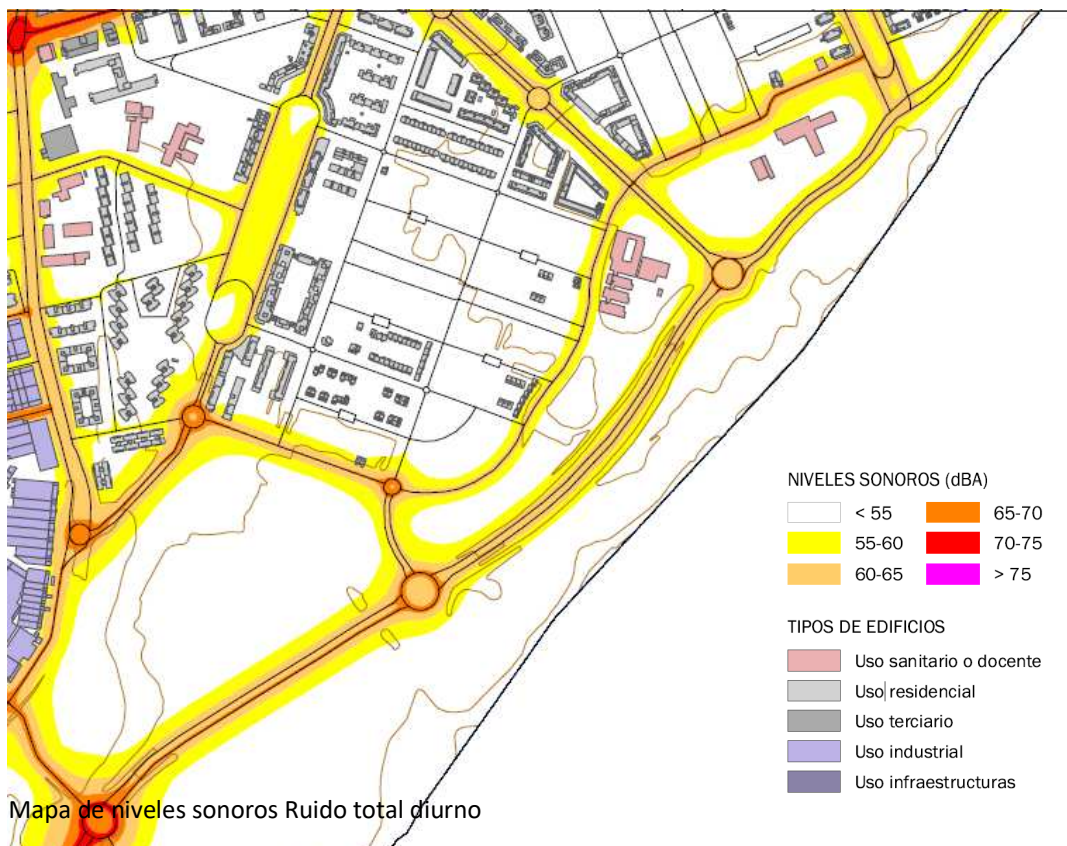 NIVELES SONOROS (dBA)
< 55
65-70
55-60
70-75
60-65
> 75
TIPOS DE EDIFICIOS
Uso sanitario o docente
Uso residencial
Uso terciario
Uso industrial
Uso infraestructuras
Mapa de niveles sonoros Ruido total diurno